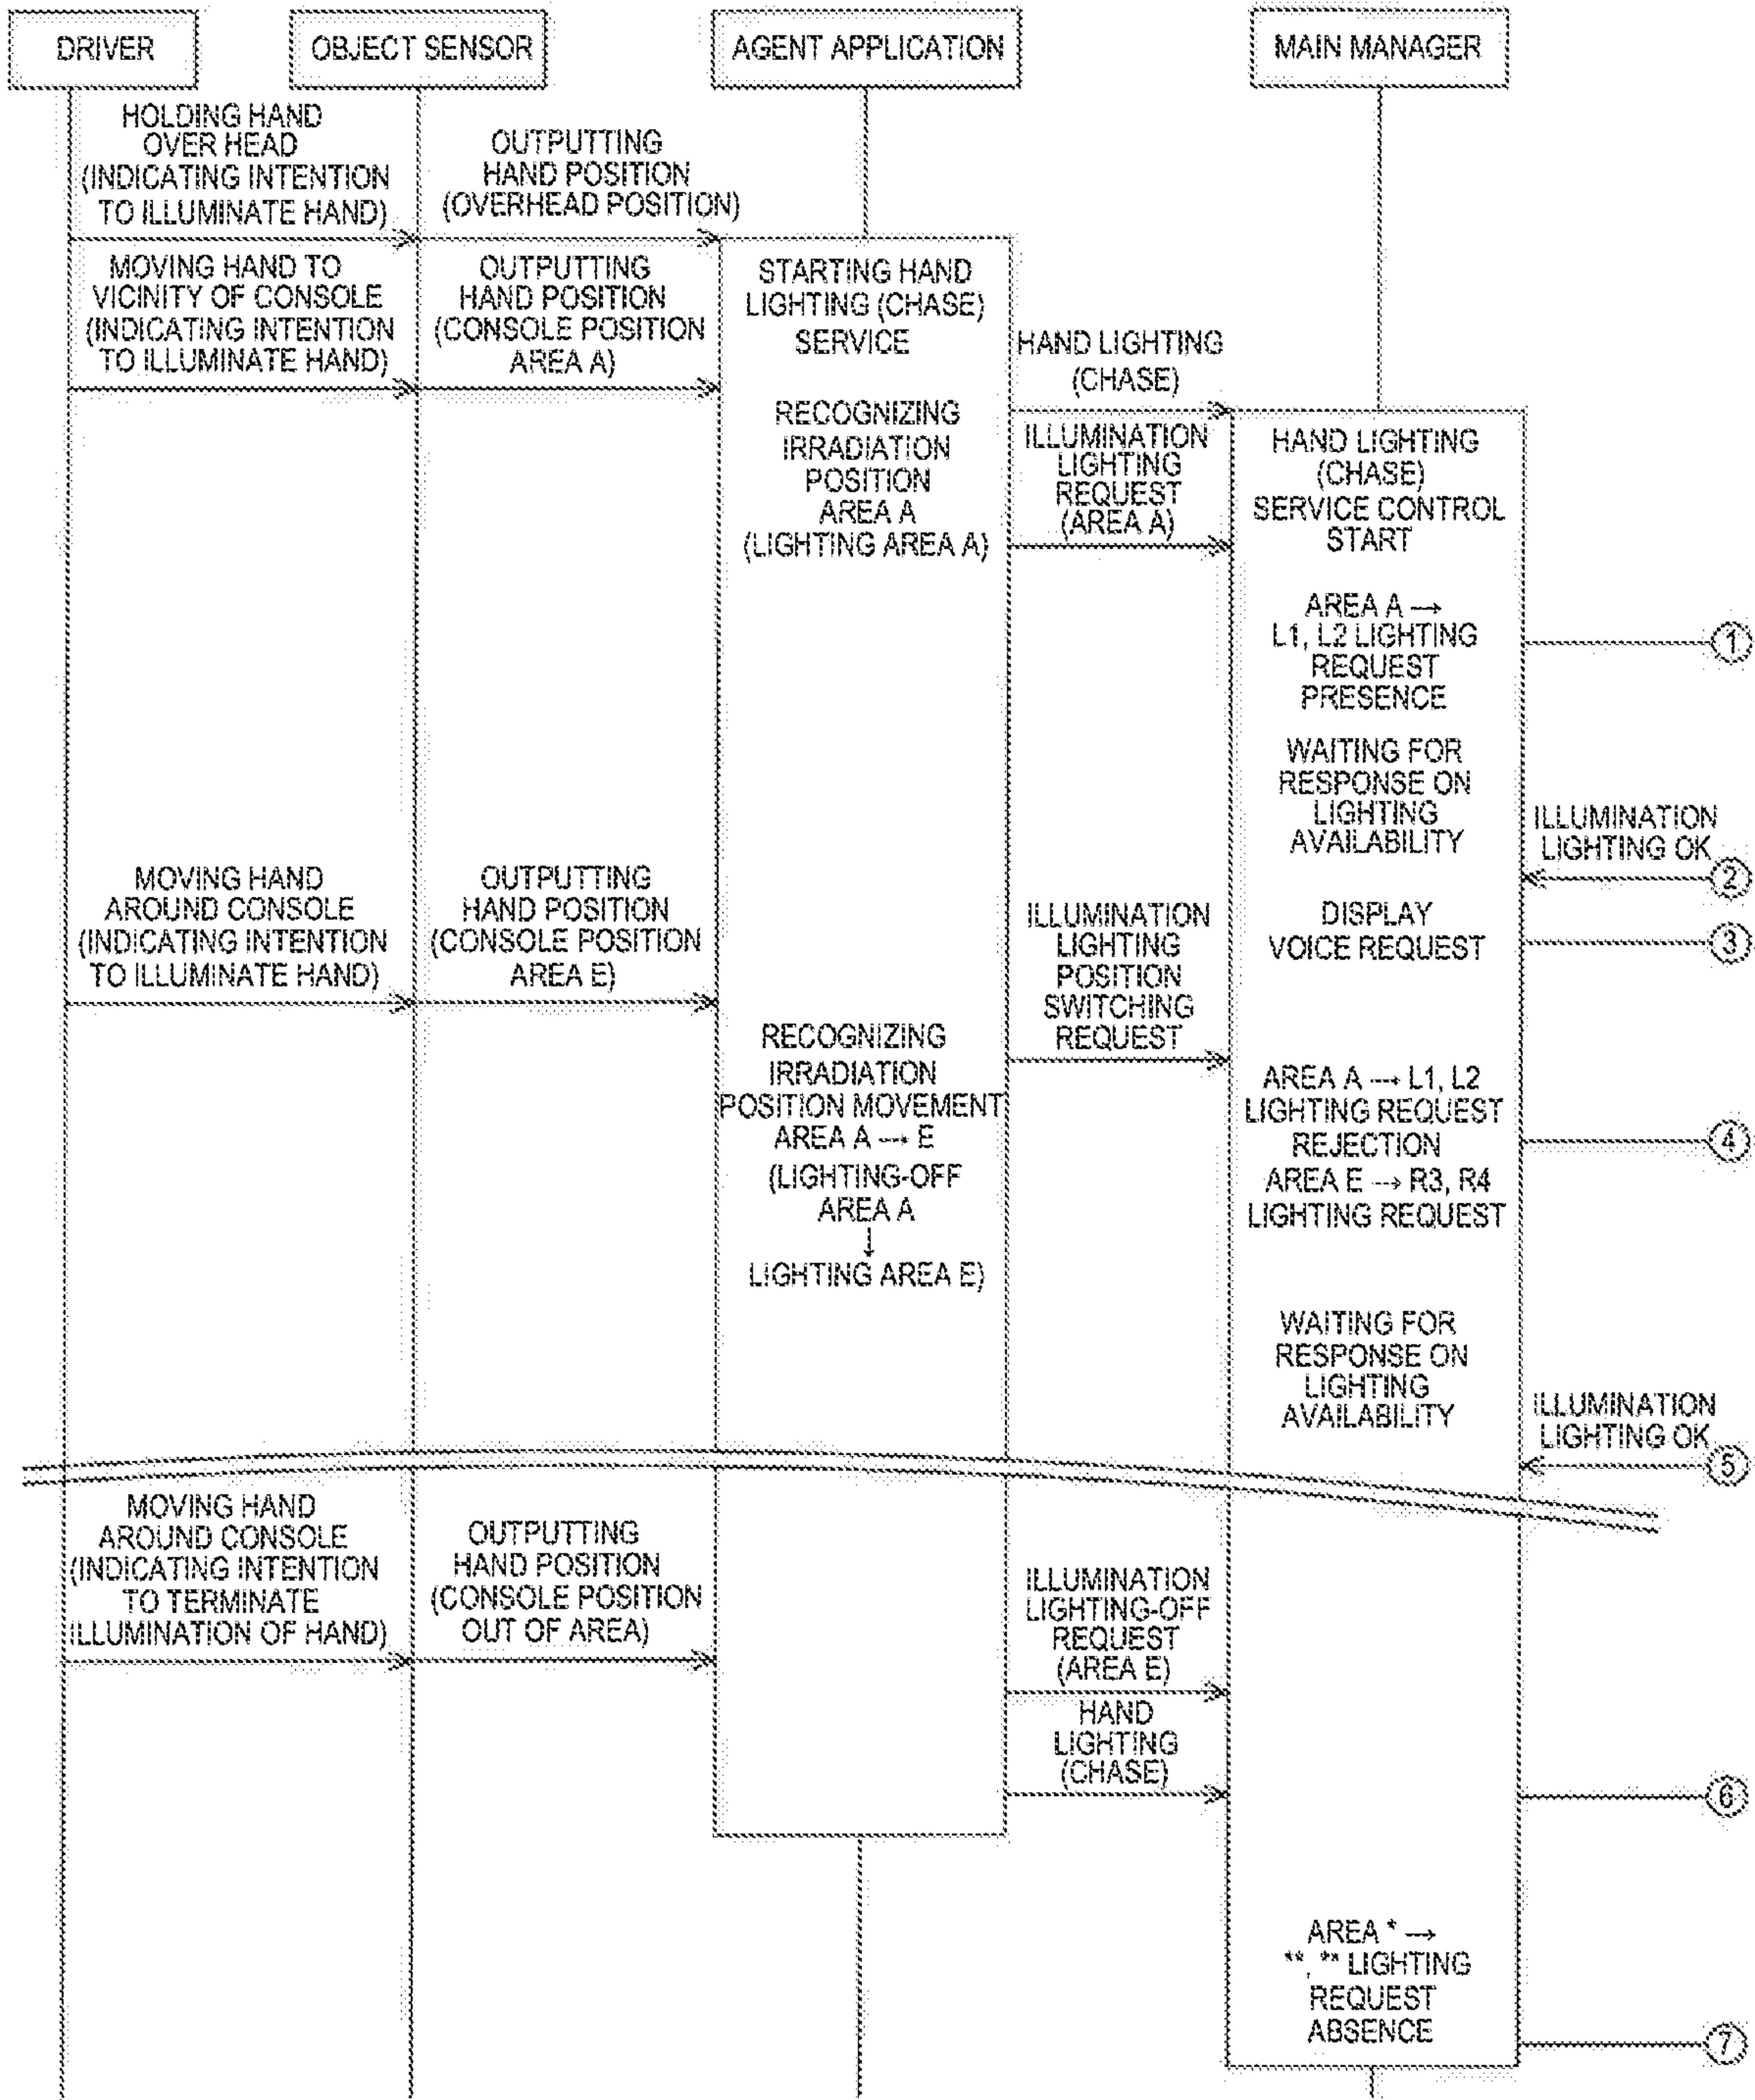 DRIVER
OBJECT SENSOR
AGENT APPLICATION
MAIN MANAGER
HOLDING HAND
OVER HEAD
(INDICATING INTENTION
TO ILLUMINATE HAND)
OUTPUTTING
HAND POSITION
(OVERHEAD POSITION)
MOVING HAND TO
VICINITY OF CONSOLE
(INDICATING INTENTION
TO ILLUMINATE HAND)
OUTPUTTING
HAND POSITION
(CONSOLE POSITION
AREA A)
STARTING HAND
LIGHTING (CHASE)
SERVICE
HAND LIGHTING
(CHASE)
RECOGNIZING
IRRADIATION
POSITION
AREA A
(LIGHTING AREA A)
ILLUMINATION
LIGHTING
REQUEST
(AREA A)
HAND LIGHTING
(CHASE)
SERVICE CONTROL
START
AREA A →
L1, L2 LIGHTING
REQUEST
PRESENCE
1
WAITING FOR
RESPONSE ON
LIGHTING
AVAILABILITY
ILLUMINATION
LIGHTING OK
2
MOVING HAND
AROUND CONSOLE
(INDICATING INTENTION
TO ILLUMINATE HAND)
OUTPUTTING
HAND POSITION
(CONSOLE POSITION
AREA E)
ILLUMINATION
LIGHTING
POSITION
SWITCHING
REQUEST
DISPLAY
VOICE REQUEST
3
RECOGNIZING
IRRADIATION
POSITION MOVEMENT
AREA A → E
(LIGHTING-OFF
AREA A
↓
LIGHTING AREA E)
AREA A → L1, L2
LIGHTING REQUEST
REJECTION
AREA E → R3, R4
LIGHTING REQUEST
4
WAITING FOR
RESPONSE ON
LIGHTING
AVAILABILITY
ILLUMINATION
LIGHTING OK
5
MOVING HAND
AROUND CONSOLE
(INDICATING INTENTION
TO TERMINATE
ILLUMINATION OF HAND)
OUTPUTTING
HAND POSITION
(CONSOLE POSITION
OUT OF AREA)
ILLUMINATION
LIGHTING-OFF
REQUEST
(AREA E)
HAND
LIGHTING
(CHASE)
6
AREA * →
**, ** LIGHTING
REQUEST
ABSENCE
7